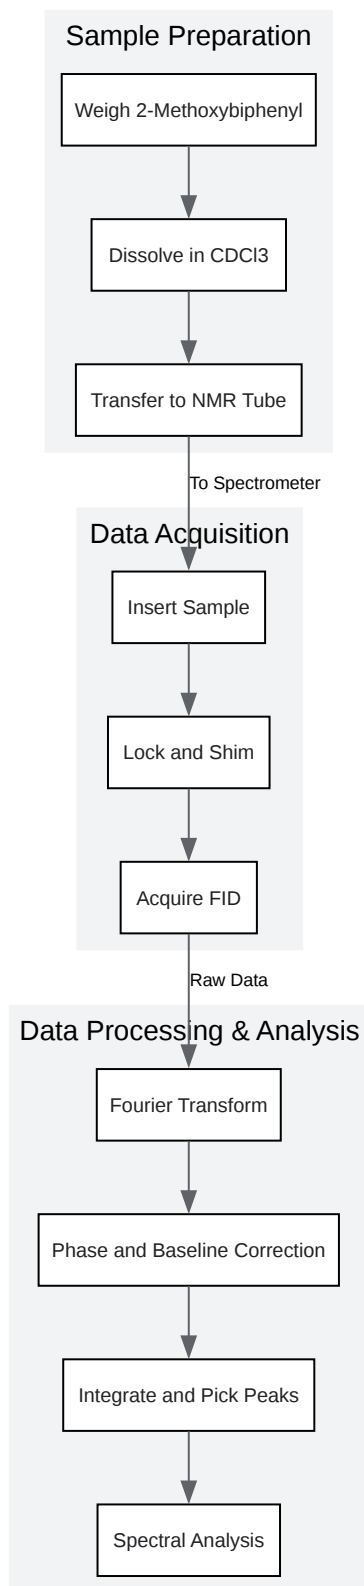 Sample Preparation
Weigh 2-Methoxybiphenyl
Dissolve in CDCl3
Transfer to NMR Tube
To Spectrometer
Data Acquisition
Insert Sample
Lock and Shim
Acquire FID
Raw Data
Data Processing & Analysis
Fourier Transform
Phase and Baseline Correction
Integrate and Pick Peaks
Spectral Analysis